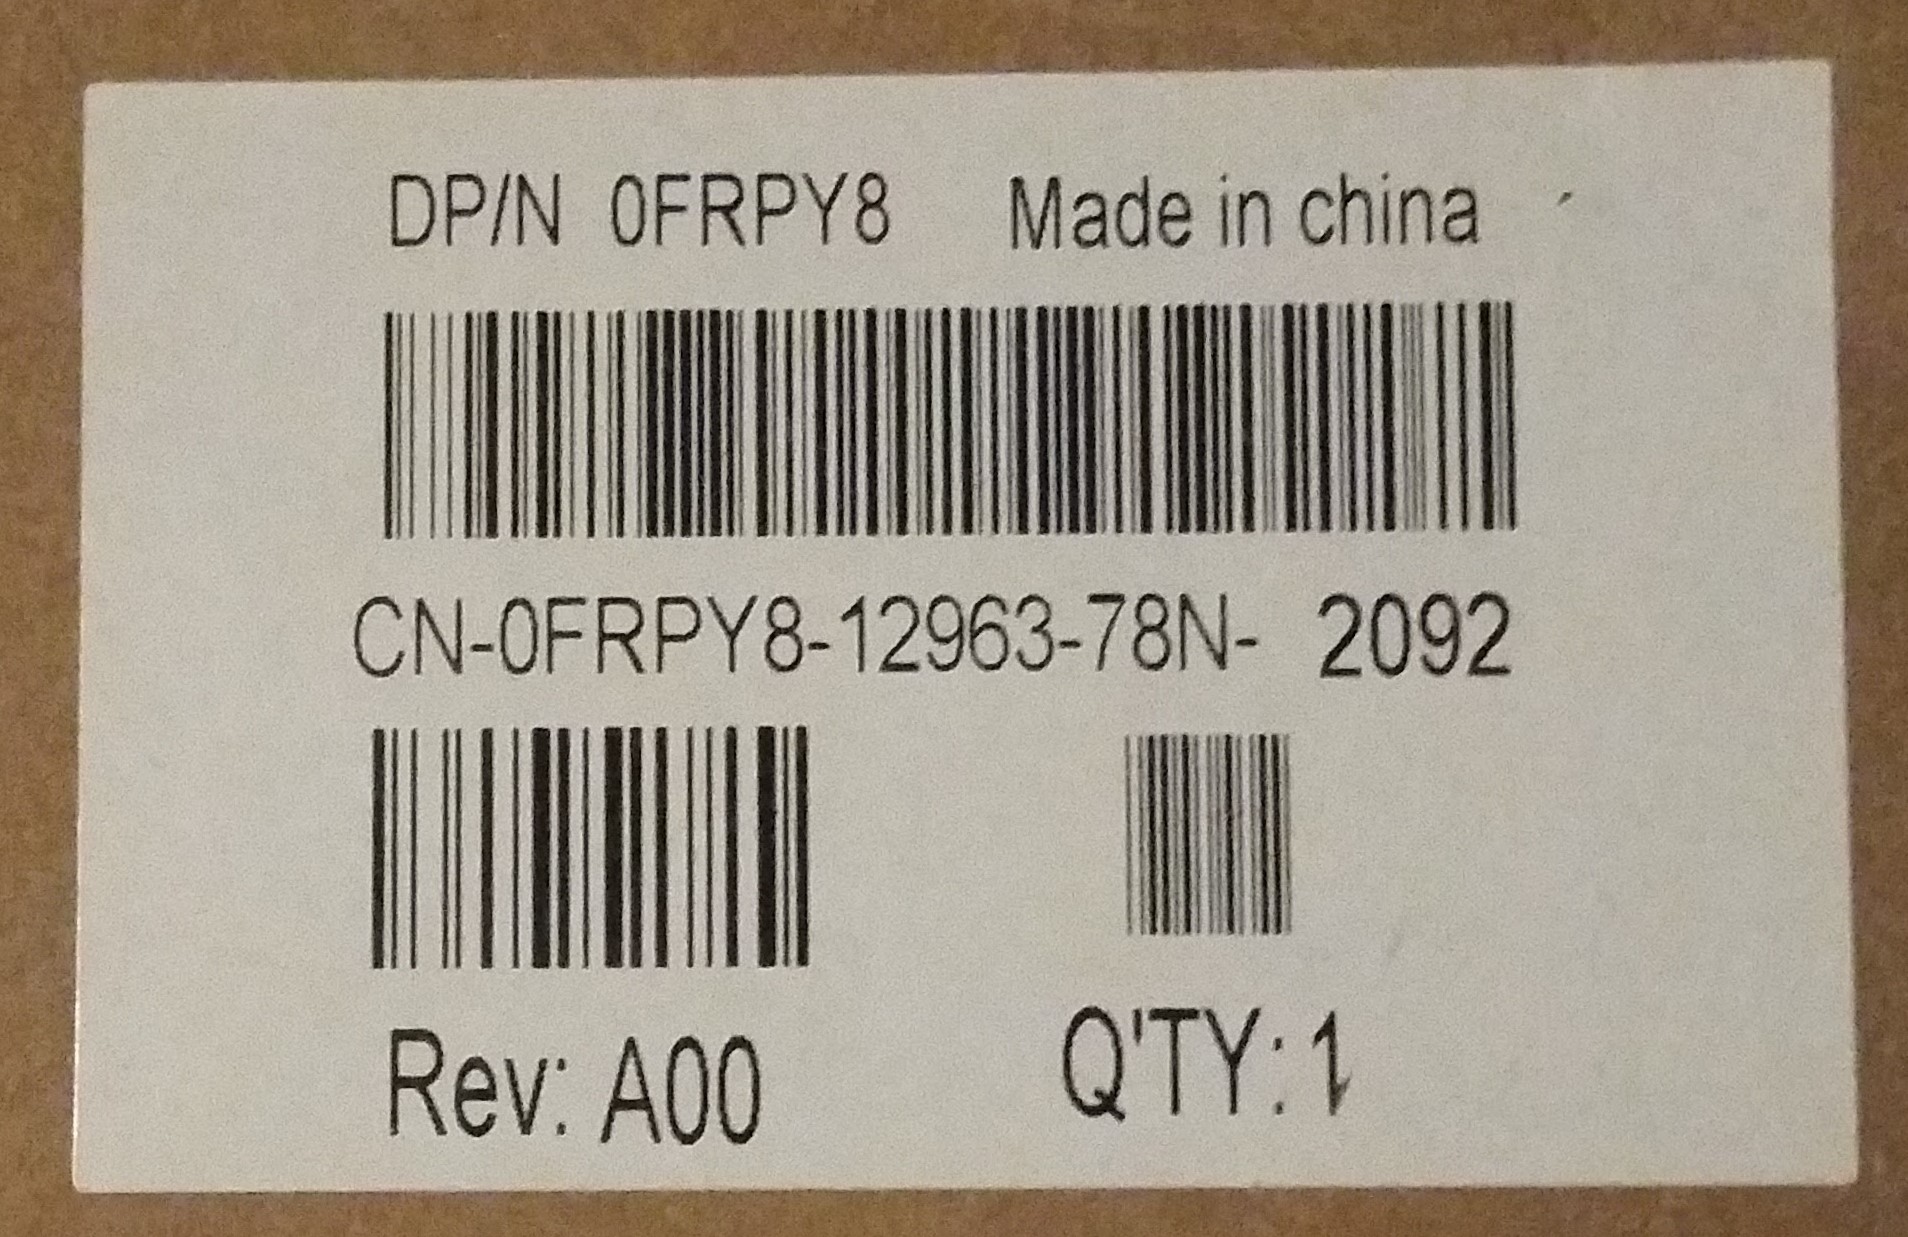 DP/N 0FRPY8 Made in china
CN-0FRPY8-12963-78N- 2092
Rev: A00 Q'TY: 1